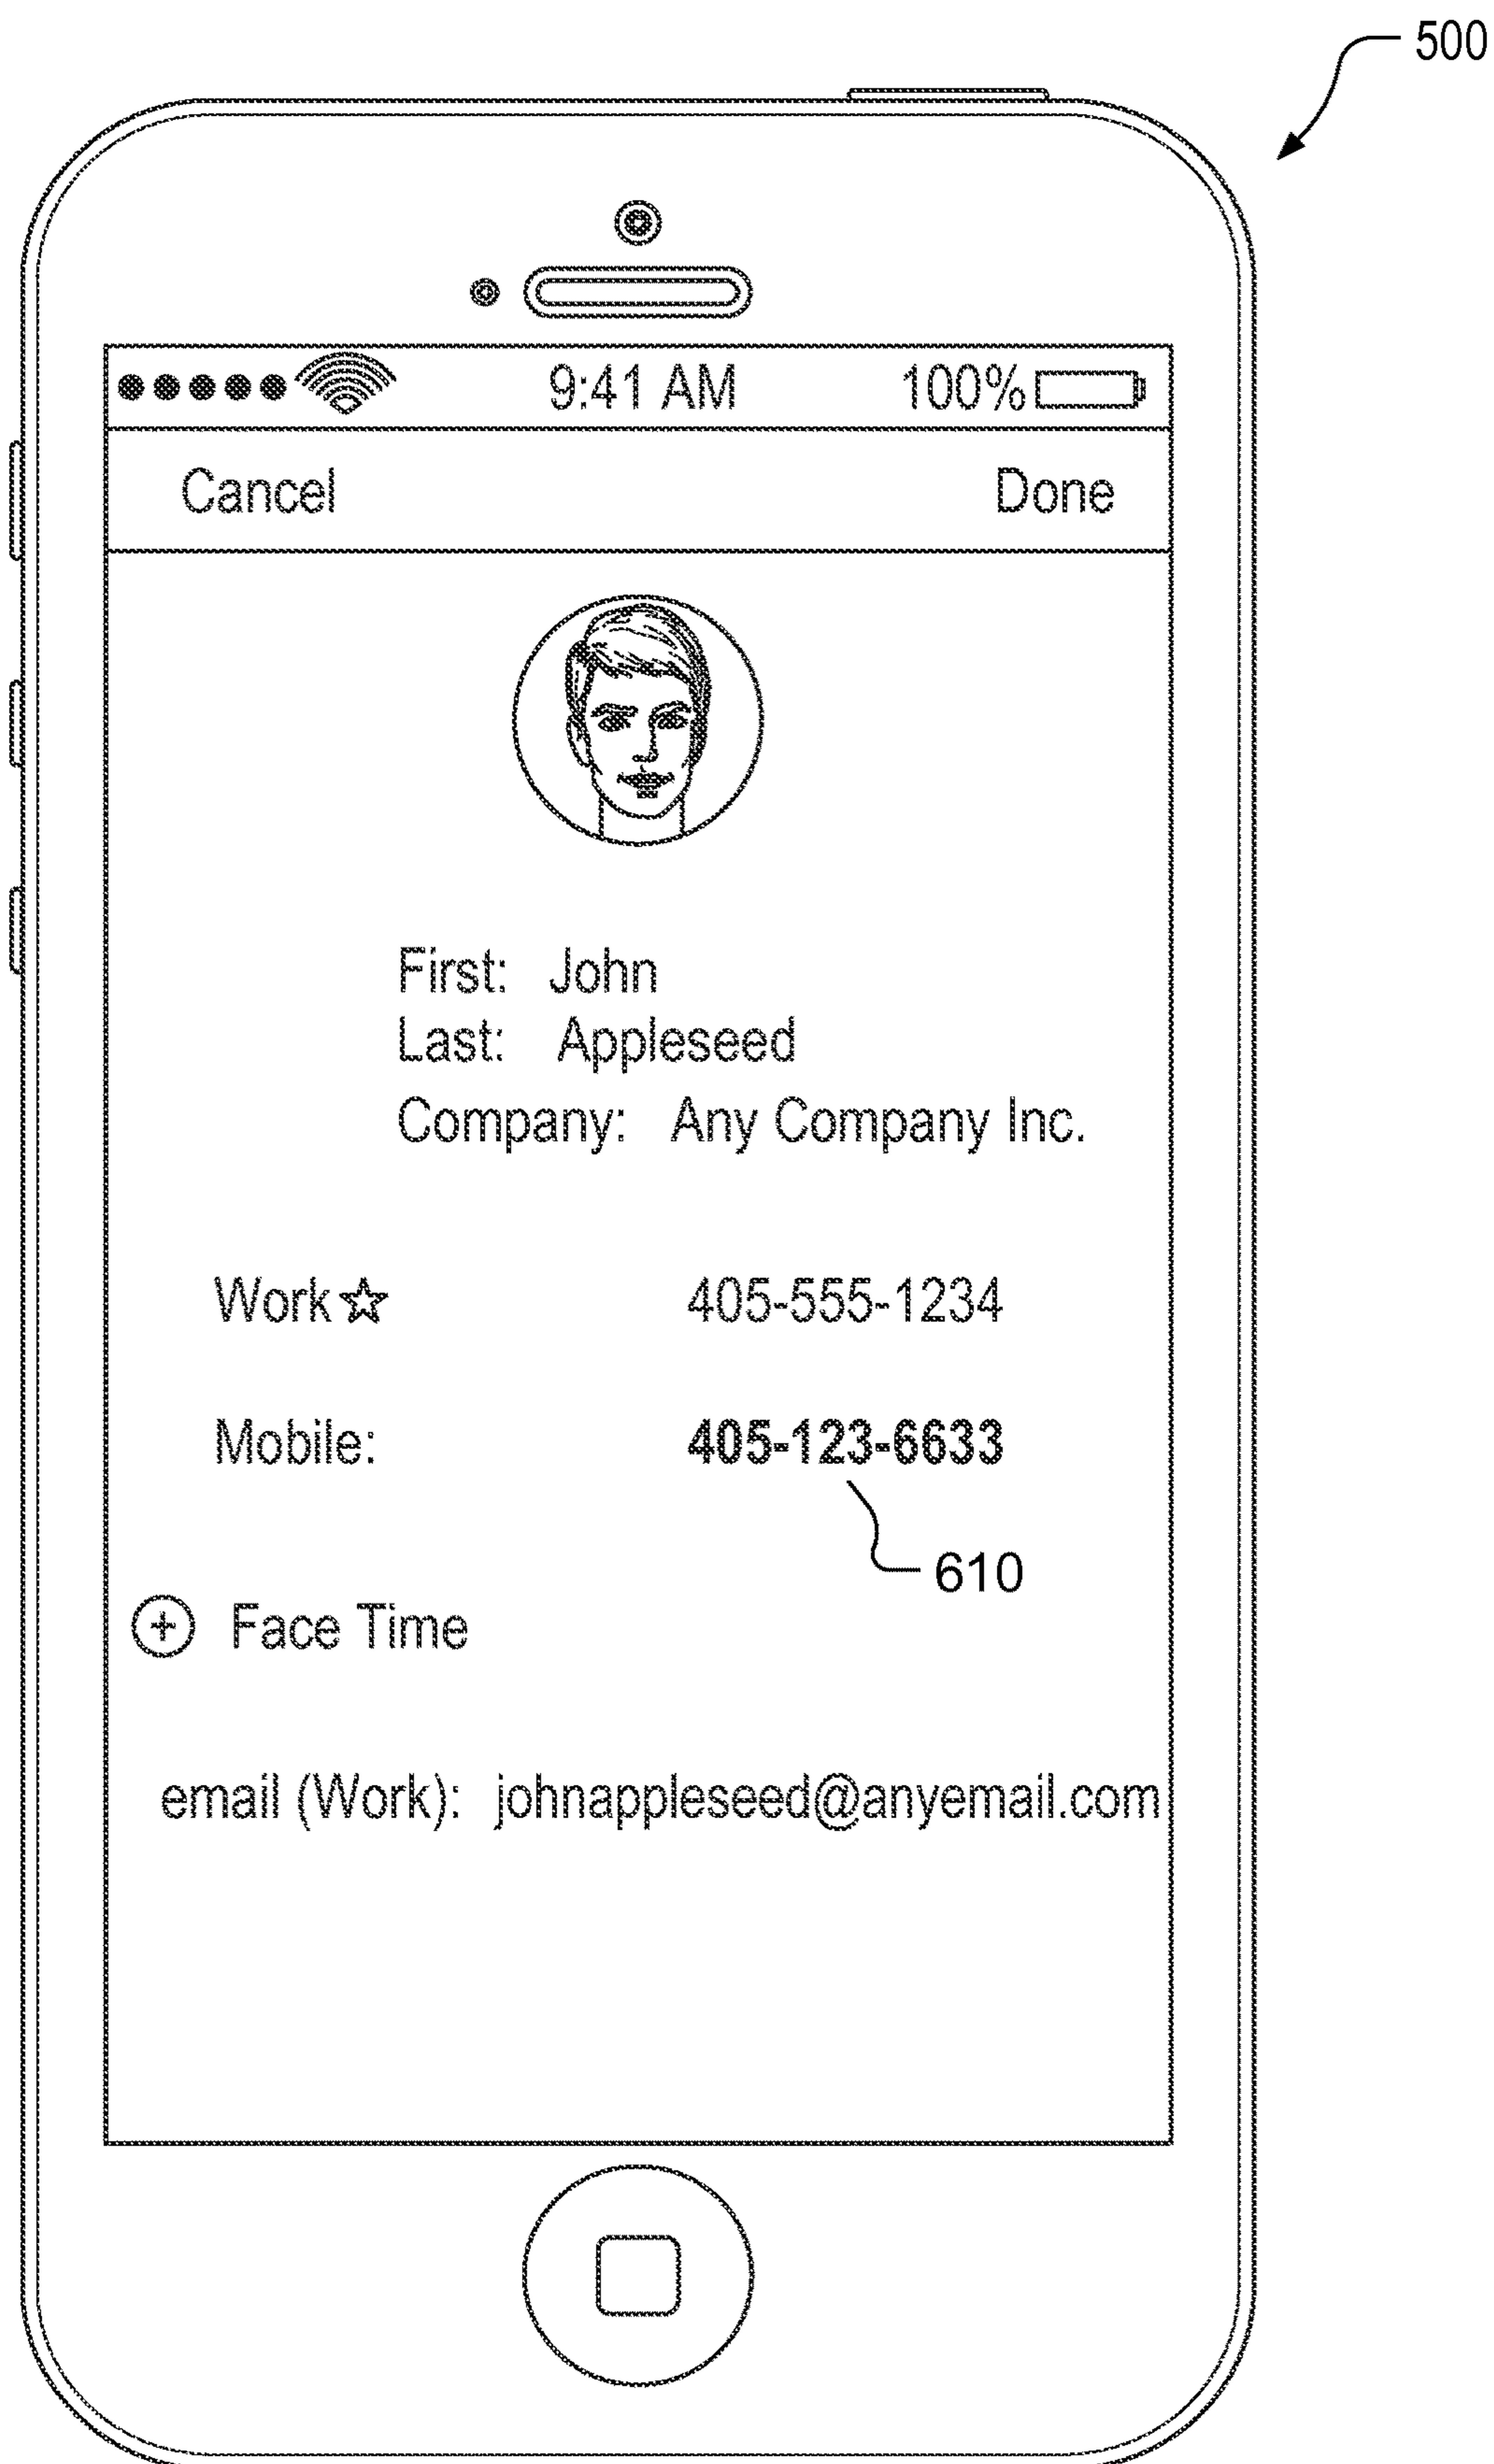 500
9:41 AM 100%
Cancel Done
First: John
Last: Appleseed
Company: Any Company Inc.
Work☆ 405-555-1234
Mobile: 405-123-6633
610
Face Time
email (Work): johnappleseed@anyemail.com